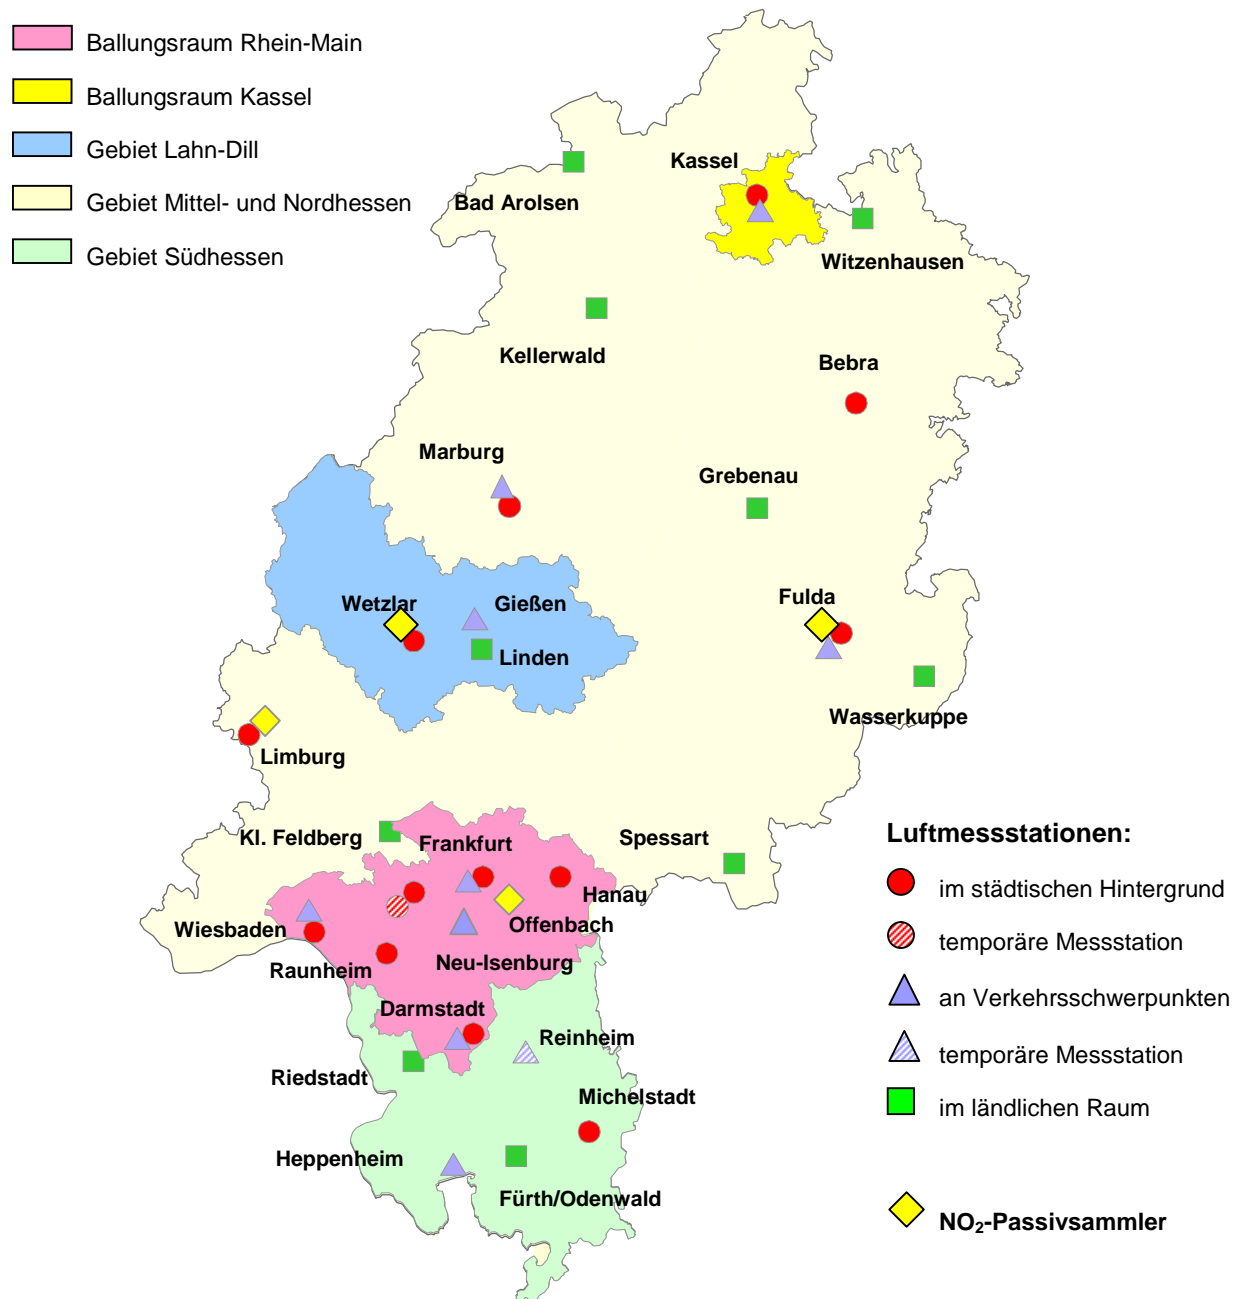 Ballungsraum Rhein-Main
Ballungsraum Kassel
Gebiet Lahn-Dill
Gebiet Mittel- und Nordhessen
Gebiet Südhessen
Kassel
Bad Arolsen
Witzenhausen
Kellerwald
Bebra
Marburg
Grebenau
Wetzlar
Gießen
Fulda
Linden
Wasserkuppe
Limburg
Kl. Feldberg
Frankfurt
Spessart
Hanau
Offenbach
Wiesbaden
Raunheim
Neu-Isenburg
Darmstadt
Reinheim
Riedstadt
Michelstadt
Heppenheim
Fürth/Odenwald
Luftmessstationen:
im städtischen Hintergrund
temporäre Messstation
an Verkehrsschwerpunkten
temporäre Messstation
im ländlichen Raum
NO₂-Passivsammler